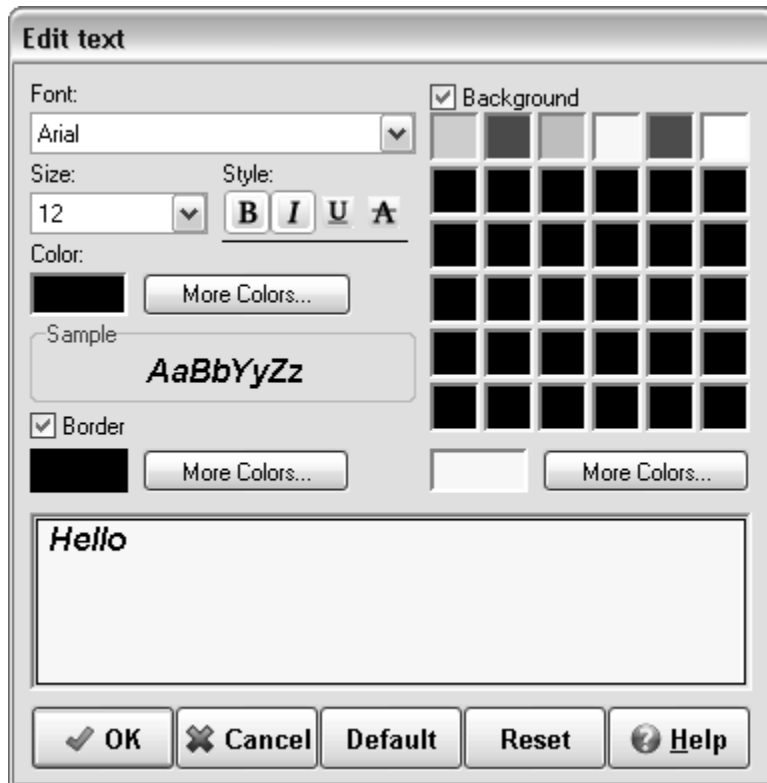 Edit text
Font:
Background
Arial
Size:
Style:
12
B I U A
Color:
More Colors...
Sample
AaBbYyZz
Border
More Colors...
More Colors...
Hello
OK
Cancel
Default
Reset
Help